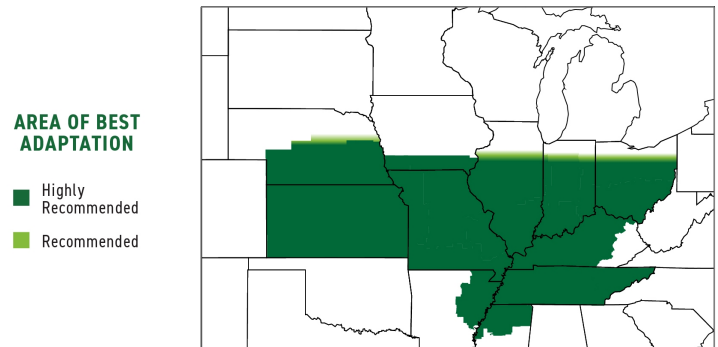 AREA OF BEST
ADAPTATION
Highly
Recommended
Recommended